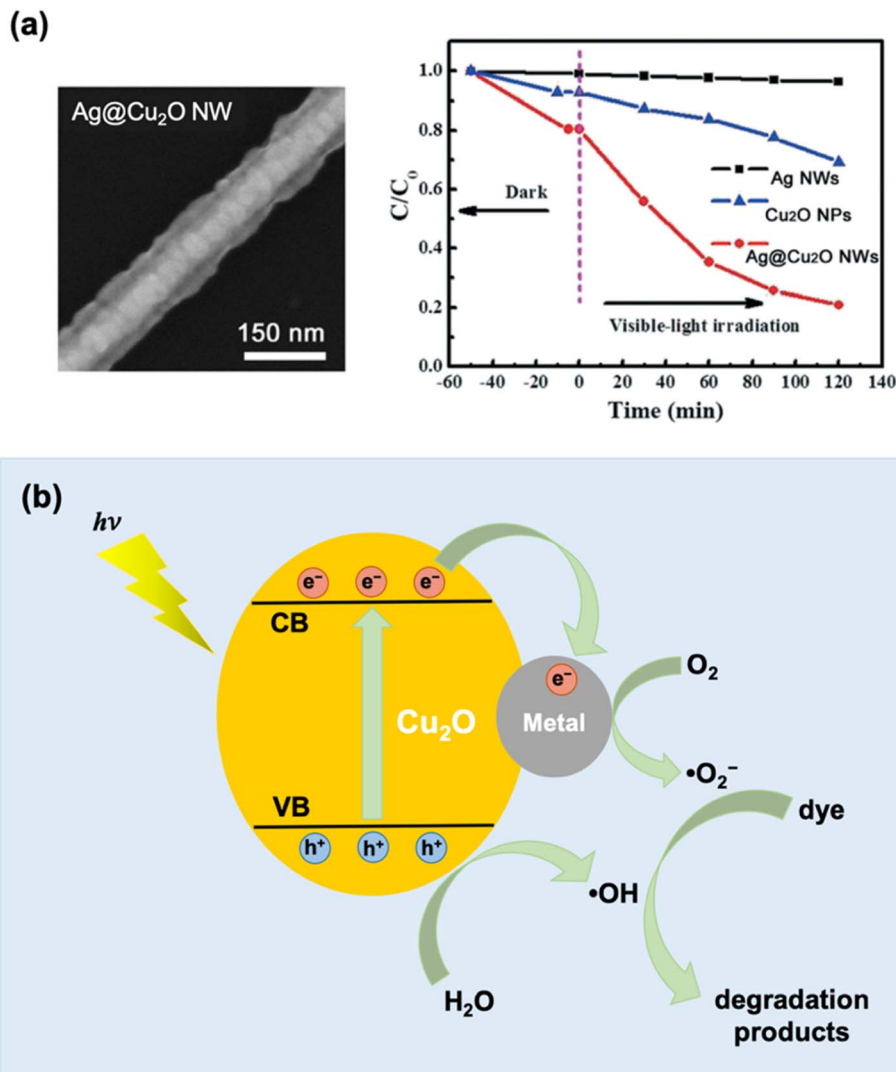 (a)
Ag@Cu₂O NW
150 nm
C/C₀
1.0
0.8
0.6
0.4
0.2
0.0
Dark
Ag NWs
Cu₂O NPs
Ag@Cu₂O NWs
Visible-light irradiation
-60 -40 -20 0 20 40 60 80 100 120 140
Time (min)
(b)
hν
e⁻ e⁻ e⁻
CB
e⁻
O₂
Cu₂O
Metal
•O₂⁻
VB
dye
h⁺ h⁺ h⁺
•OH
H₂O
degradation
products